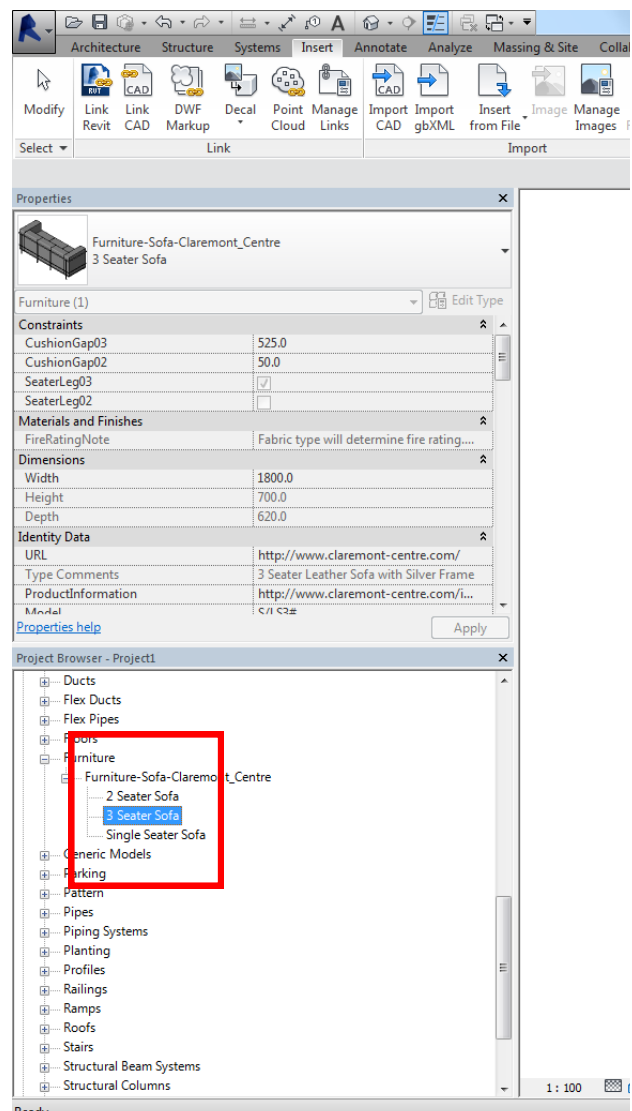 Architecture Structure Systems Insert Annotate Analyze Massing & Site
Modify Link Revit Link CAD DWF Markup Decal Point Cloud Manage Links Import CAD Import gbXML Insert from File Image Manage Images
Select Link Import
Properties
Furniture-Sofa-Claremont_Centre
3 Seater Sofa
Furniture (1) Edit Type
Constraints
CushionGap03 525.0
CushionGap02 50.0
SeaterLeg03
SeaterLeg02
Materials and Finishes
FireRatingNote Fabric type will determine fire rating....
Dimensions
Width 1800.0
Height 700.0
Depth 620.0
Identity Data
URL http://www.claremont-centre.com/
Type Comments 3 Seater Leather Sofa with Silver Frame
ProductInformation http://www.claremont-centre.com/i...
Model S/LS3#
Properties help Apply
Project Browser - Project1
Ducts
Flex Ducts
Flex Pipes
Floors
Furniture
Furniture-Sofa-Claremont_Centre
2 Seater Sofa
3 Seater Sofa
Single Seater Sofa
Generic Models
Parking
Pattern
Pipes
Piping Systems
Planting
Profiles
Railings
Ramps
Roofs
Stairs
Structural Beam Systems
Structural Columns
1 : 100
Ready